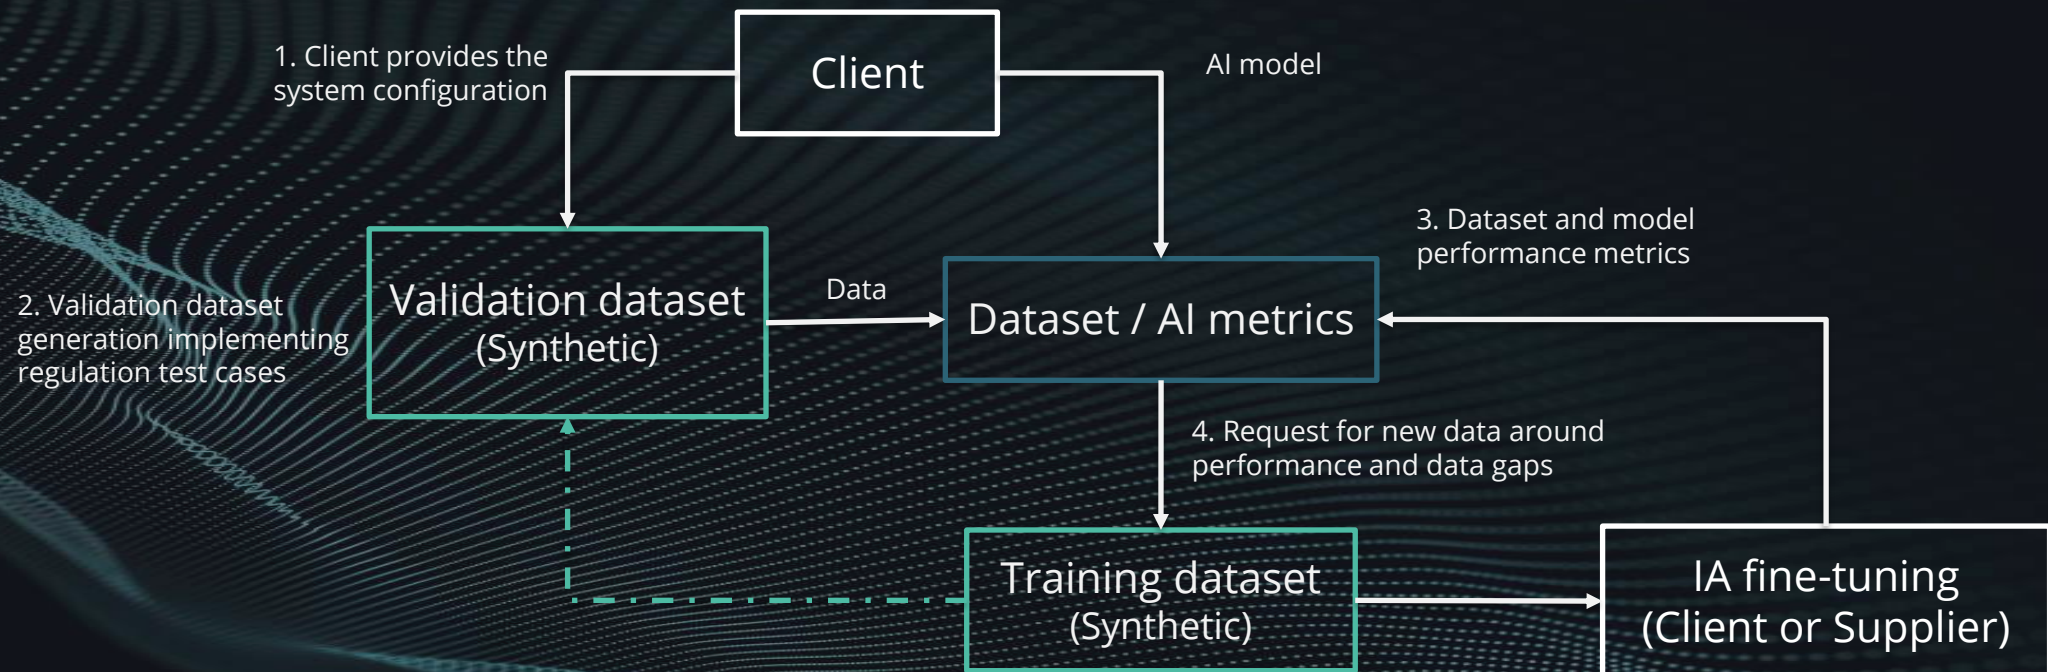 Client
1. Client provides the
system configuration
AI model
Validation dataset
(Synthetic)
2. Validation dataset
generation implementing
regulation test cases
Data
Dataset / AI metrics
3. Dataset and model
performance metrics
4. Request for new data around
performance and data gaps
Training dataset
(Synthetic)
IA fine-tuning
(Client or Supplier)